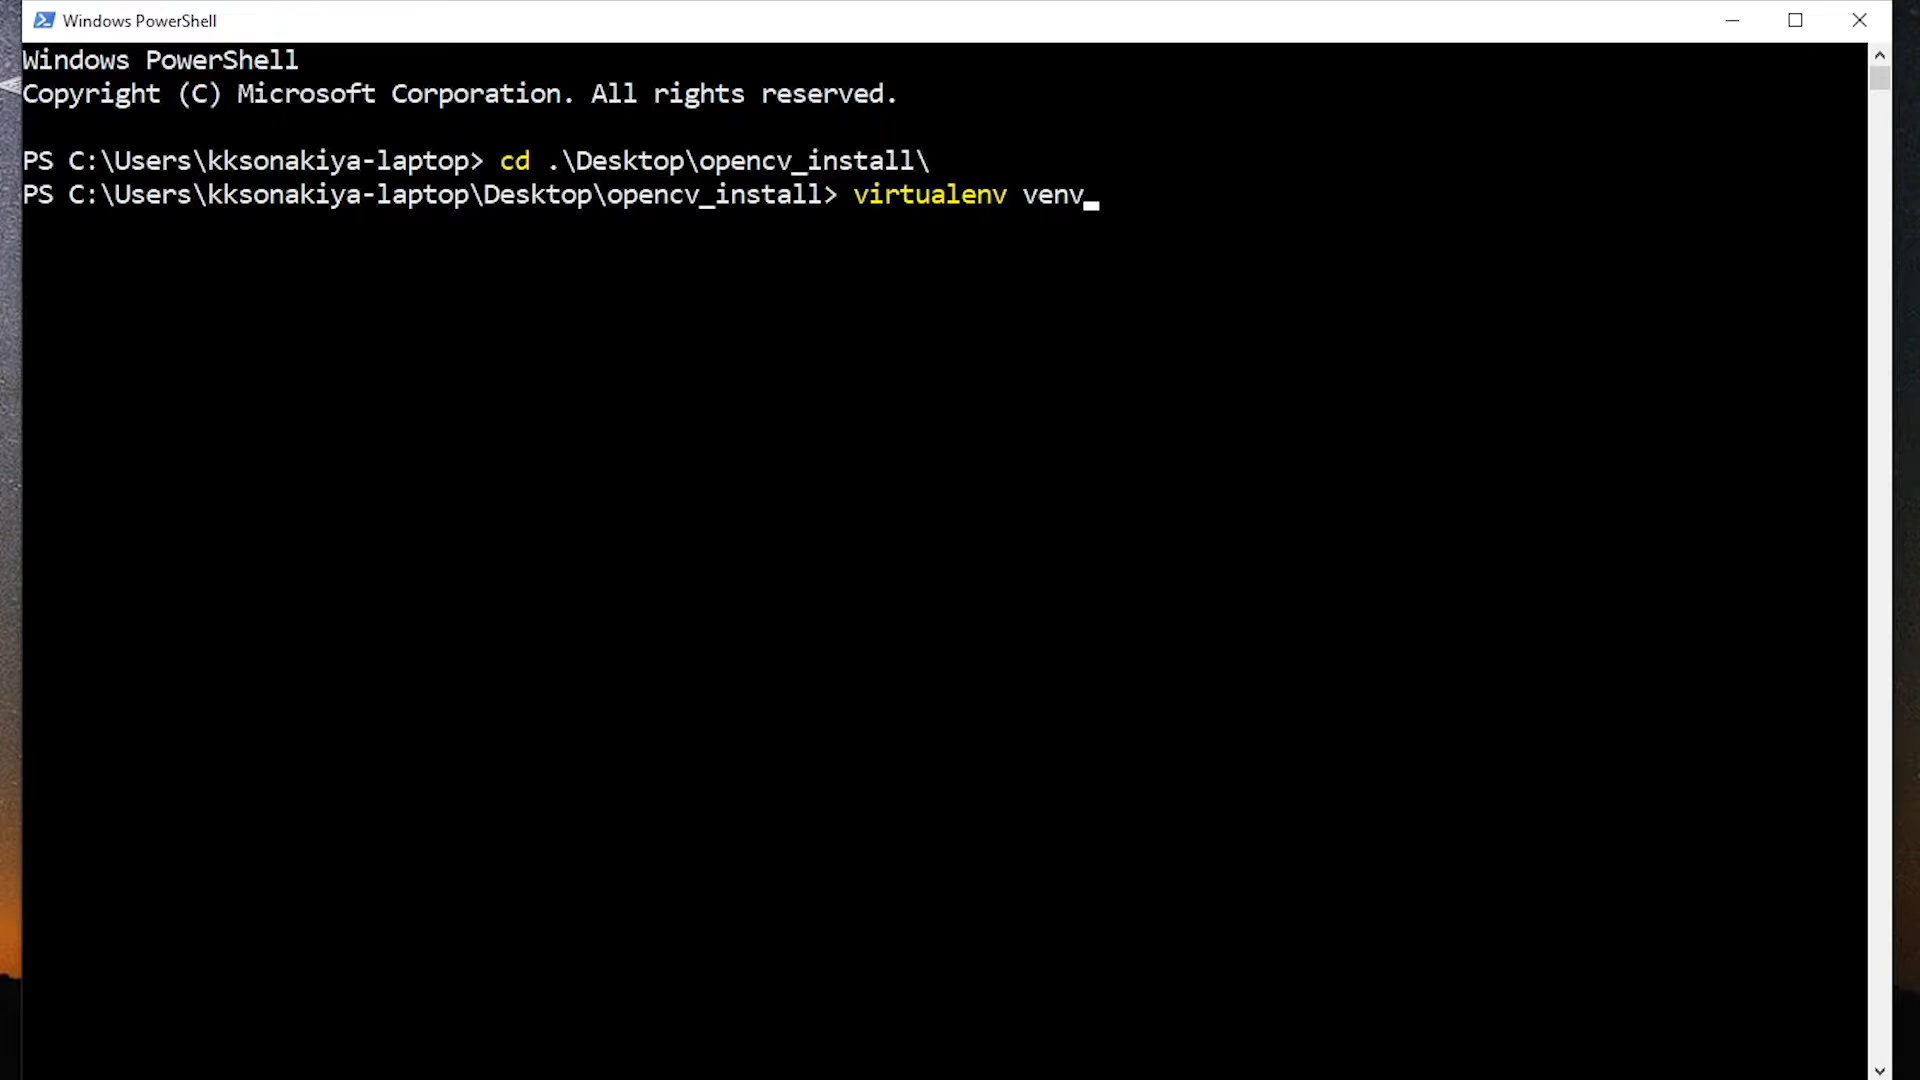 Windows PowerShell
Windows PowerShell
Copyright (C) Microsoft Corporation. All rights reserved.
PS C:\Users\kksonakiya-laptop> cd .\Desktop\opencv_install\
PS C:\Users\kksonakiya-laptop\Desktop\opencv_install> virtualenv venv